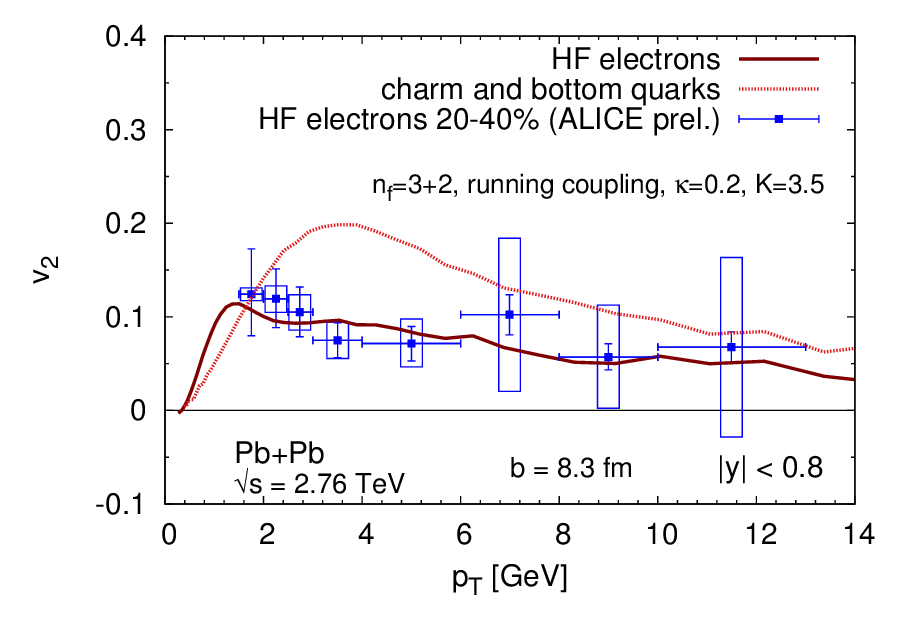 0.4
0.3
0.2
0.1
0
-0.1
v2
HF electrons
charm and bottom quarks
HF electrons 20-40% (ALICE prel.)
nf=3+2, running coupling, κ=0.2, K=3.5
Pb+Pb
√s = 2.76 TeV
b = 8.3 fm
|y| < 0.8
0 2 4 6 8 10 12 14
pT [GeV]